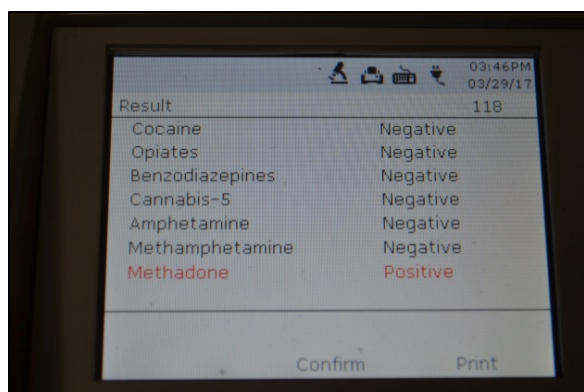 03:46PM
03/29/17
Result 118
Cocaine Negative
Opiates Negative
Benzodiazepines Negative
Cannabis-5 Negative
Amphetamine Negative
Methamphetamine Negative
Methadone Positive
Confirm Print